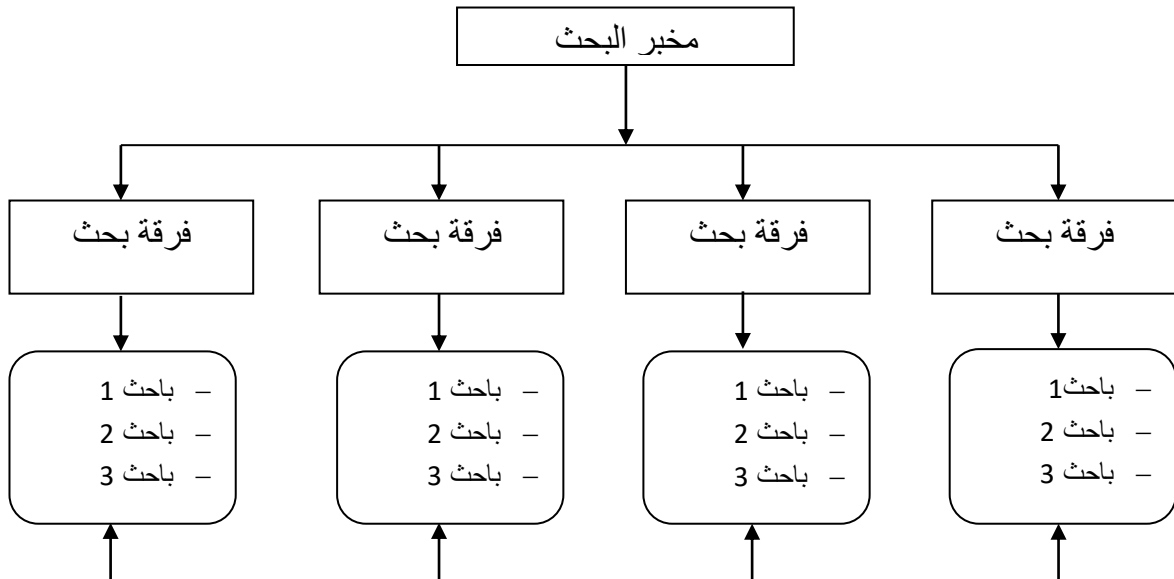 مخبر البحث
فرقة بحث
فرقة بحث
فرقة بحث
فرقة بحث
– باحث1
– باحث 2
– باحث 3
– باحث 1
– باحث 2
– باحث 3
– باحث 1
– باحث 2
– باحث 3
– باحث 1
– باحث 2
– باحث 3